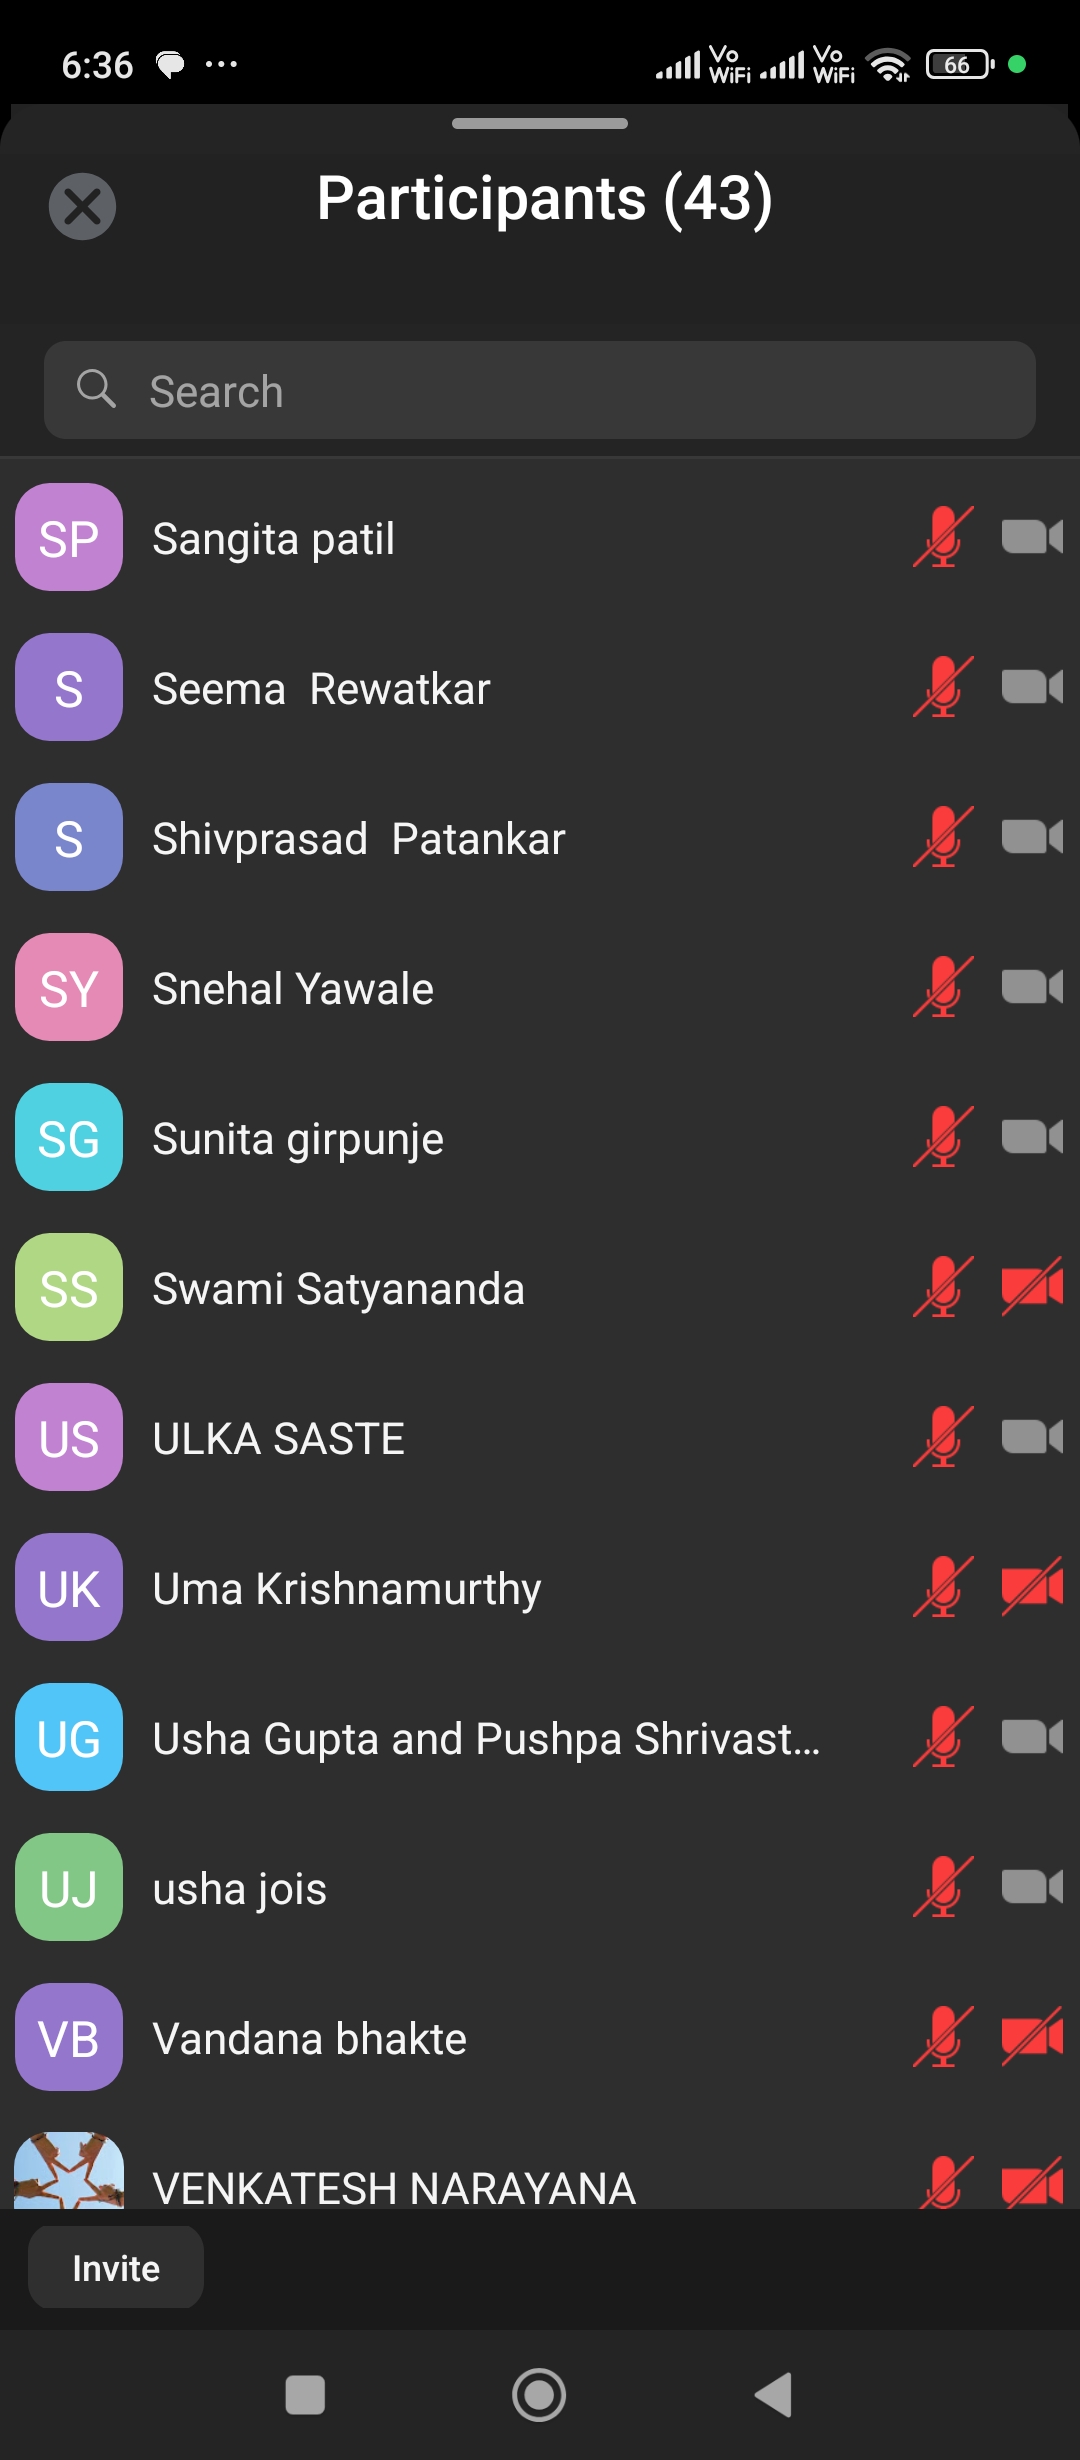 6:36
Vo WiFi Vo WiFi 66
Participants (43)
Search
SP Sangita patil
S Seema  Rewatkar
S Shivprasad  Patankar
SY Snehal Yawale
SG Sunita girpunje
SS Swami Satyananda
US ULKA SASTE
UK Uma Krishnamurthy
UG Usha Gupta and Pushpa Shrivast...
UJ usha jois
VB Vandana bhakte
VENKATESH NARAYANA
Invite